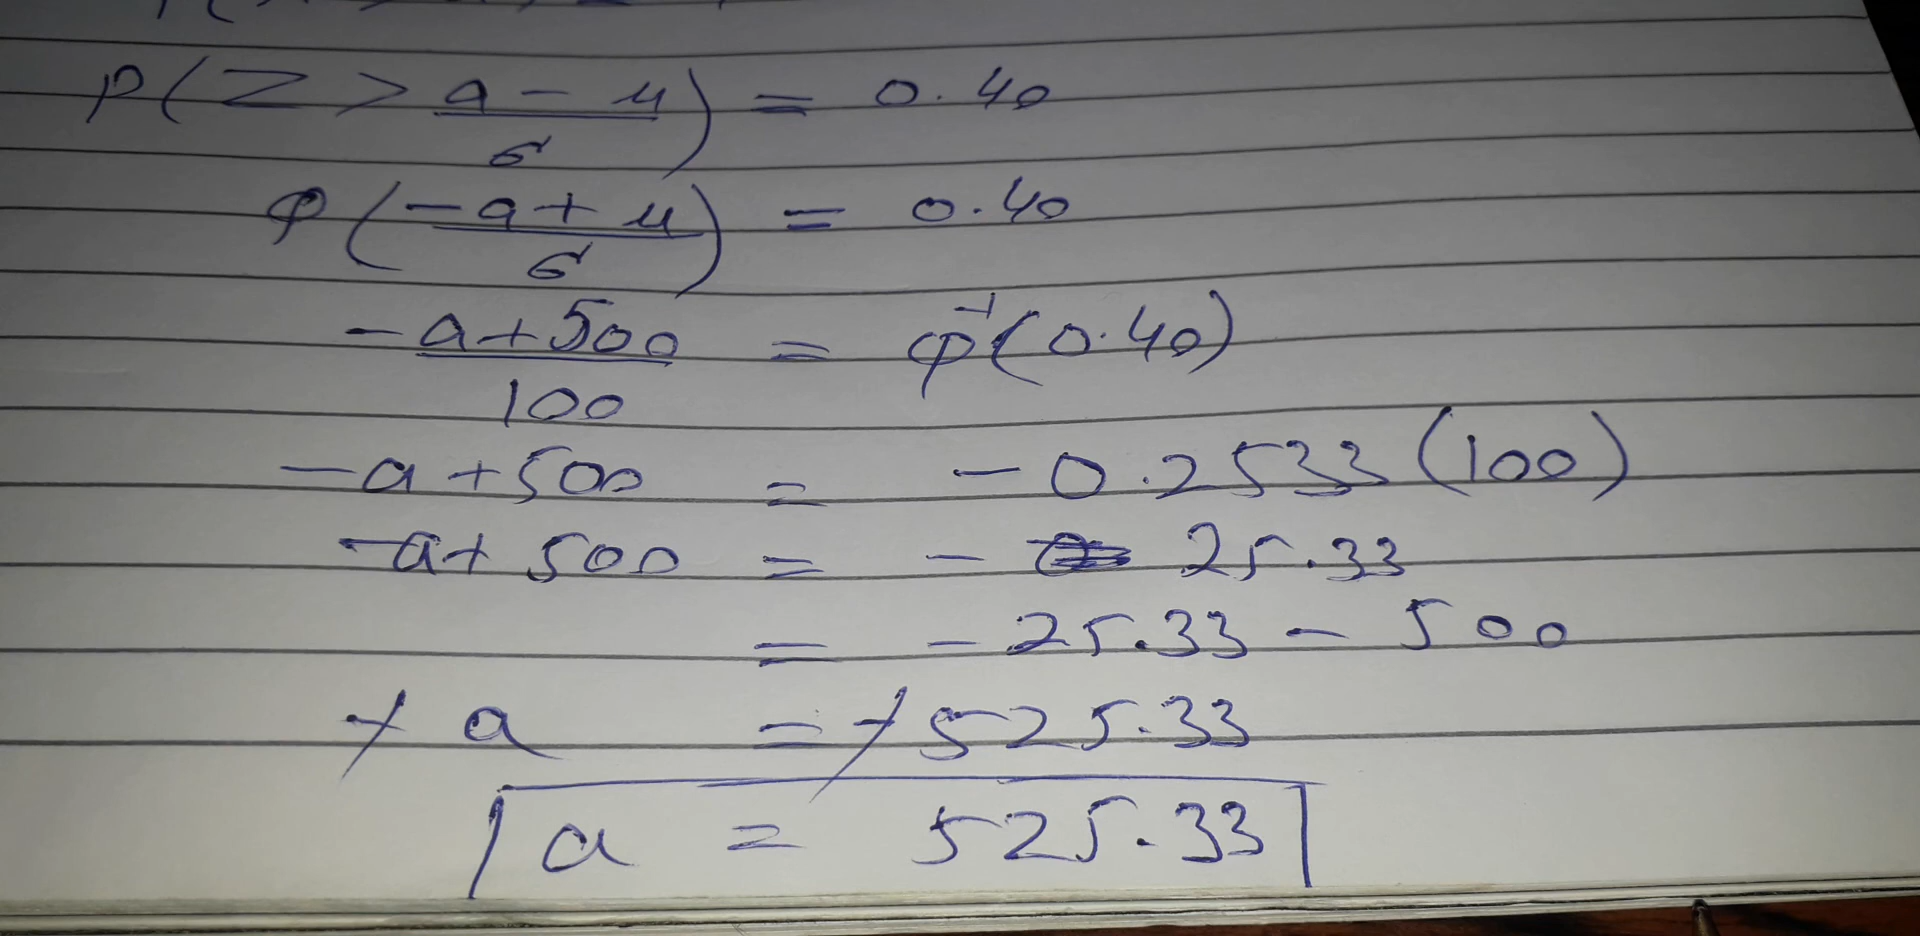 P(Z > a - μ / σ) = 0.40
φ(-a + μ / σ) = 0.40
-a + 500 / 100 = φ⁻¹(0.40)
-a + 500 = -0.2533(100)
-a + 500 = - 25.33
= -25.33 - 500
-a = -525.33
a = 525.33